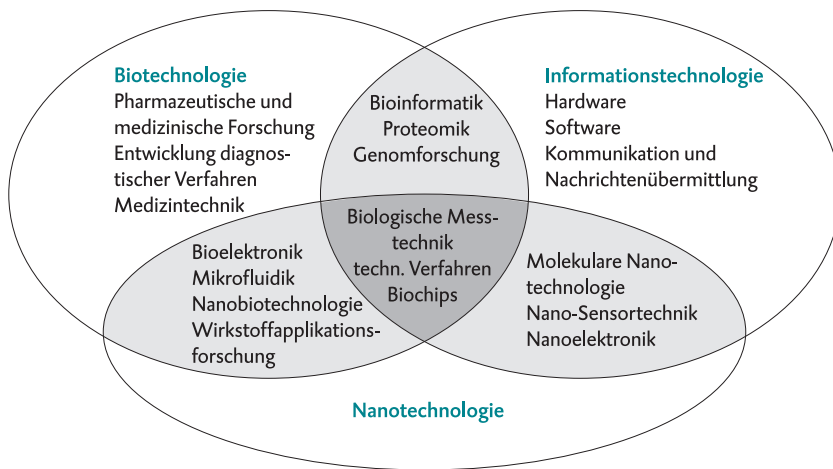 Biotechnologie
Pharmazeutische und
medizinische Forschung
Entwicklung diagnos-
tischer Verfahren
Medizintechnik
Bioinformatik
Proteomik
Genomforschung
Informationstechnologie
Hardware
Software
Kommunikation und
Nachrichtenübermittlung
Bioelektronik
Mikrofluidik
Nanobiotechnologie
Wirkstoffapplikations-
forschung
Biologische Mess-
technik
techn. Verfahren
Biochips
Molekulare Nano-
technologie
Nano-Sensortechnik
Nanoelektronik
Nanotechnologie